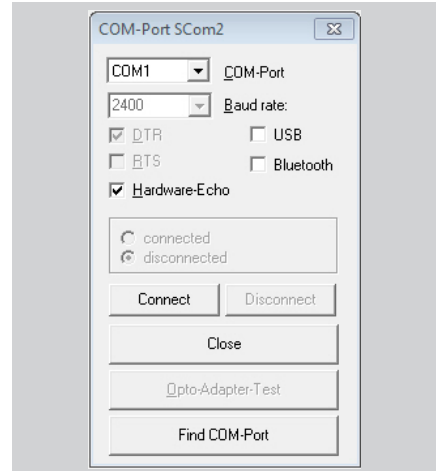 COM-Port SCom2
COM1 COM-Port
2400 Baud rate:
DTR USB
RTS Bluetooth
Hardware-Echo
connected
disconnected
Connect Disconnect
Close
Opto-Adapter-Test
Find COM-Port